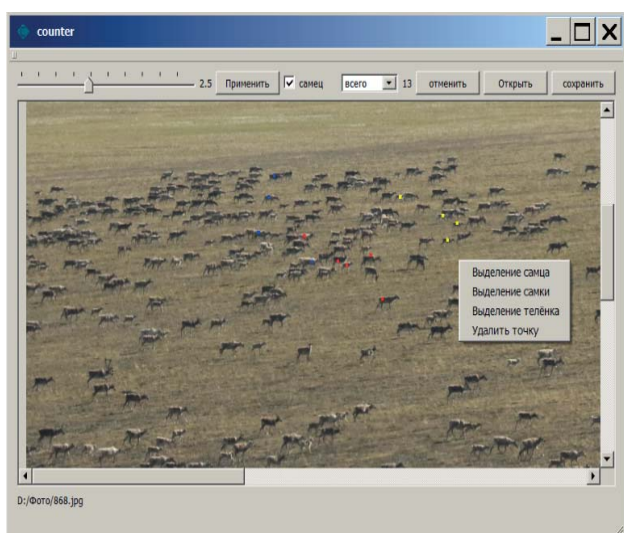 counter
2.5 Применить самец всего 13 отменить Открыть сохранить
Выделение самца
Выделение самки
Выделение телёнка
Удалить точку
D:/Фото/868.jpg